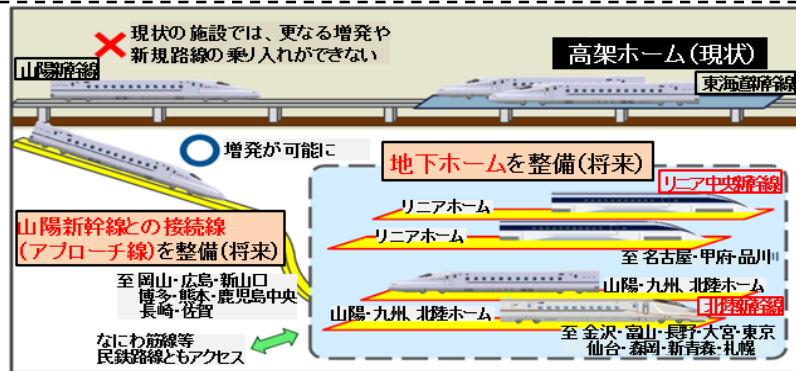 現状の施設では、更なる増発や
新規路線の乗り入れができない
高架ホーム(現状)
山陽新幹線
東海道新幹線
増発が可能に
地下ホームを整備(将来)
リニア中央新幹線
リニアホーム
リニアホーム
山陽新幹線との接続線
(アプローチ線)を整備(将来)
至 名古屋・甲府・品川
至 岡山・広島・新山口
博多・熊本・鹿児島中央
長崎・佐賀
山陽・九州、北陸ホーム
山陽・九州、北陸ホーム
北陸新幹線
至 金沢・富山・長野・大宮・東京
仙台・森岡・新青森・札幌
なにわ筋線等
民鉄路線ともアクセス